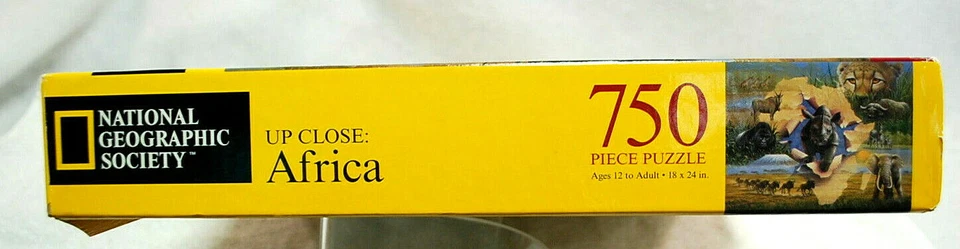 NATIONAL
GEOGRAPHIC
SOCIETY™
UP CLOSE:
Africa
750
PIECE PUZZLE
Ages 12 to Adult • 18 x 24 in.